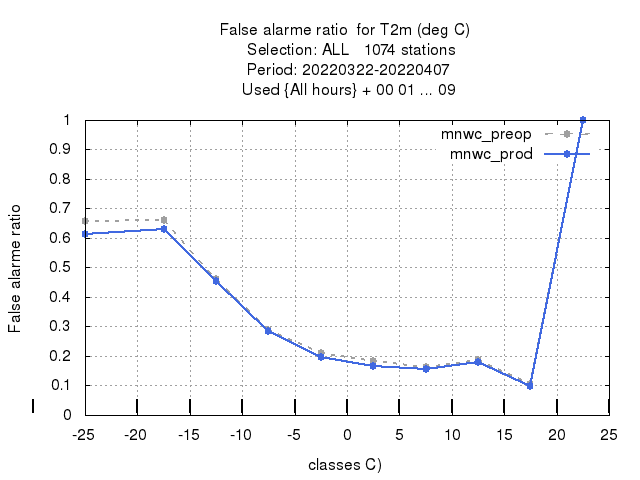 False alarme ratio  for T2m (deg C)
Selection: ALL   1074 stations
Period: 20220322-20220407
Used {All hours} + 00 01 ... 09
mnwc_preop
mnwc_prod
False alarme ratio
1
0.9
0.8
0.7
0.6
0.5
0.4
0.3
0.2
0.1
0
-25 -20 -15 -10 -5 0 5 10 15 20 25
classes C)